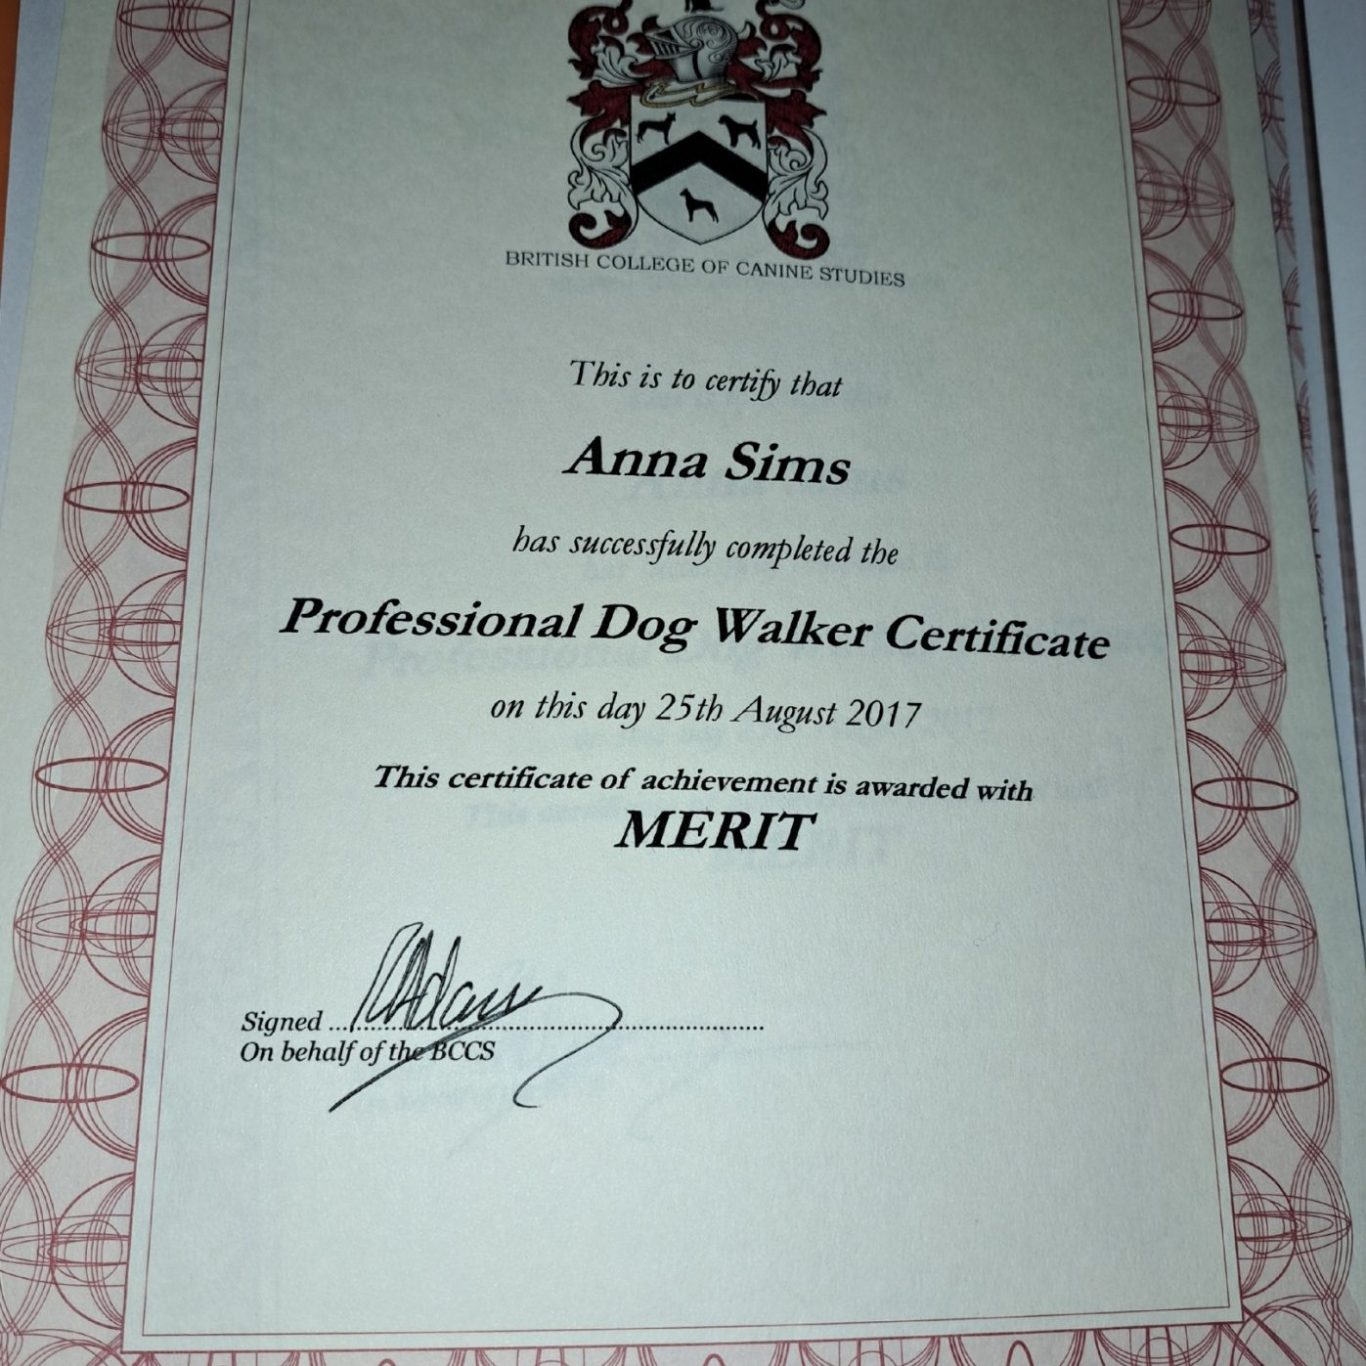 BRITISH COLLEGE OF CANINE STUDIES
This is to certify that
Anna Sims
has successfully completed the
Professional Dog Walker Certificate
on this day 25th August 2017
This certificate of achievement is awarded with
MERIT
Signed
On behalf of the BCCS